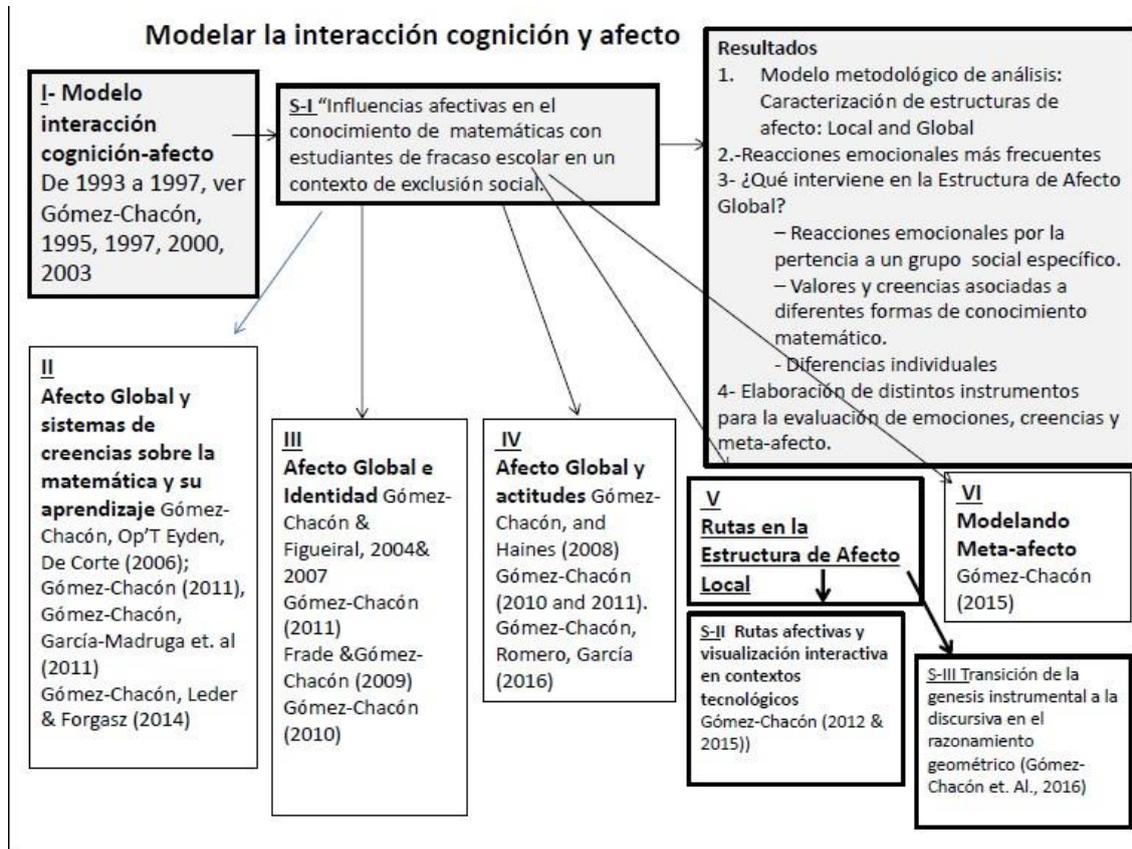 Modelar la interacción cognición y afecto
I- Modelo
interacción
cognición-afecto
De 1993 a 1997, ver
Gómez-Chacón,
1995, 1997, 2000,
2003
S-I “Influencias afectivas en el
conocimiento de matemáticas con
estudiantes de fracaso escolar en un
contexto de exclusión social.
Resultados
1. Modelo metodológico de análisis:
Caracterización de estructuras de
afecto: Local and Global
2.-Reacciones emocionales más frecuentes
3- ¿Qué interviene en la Estructura de Afecto
Global?
– Reacciones emocionales por la
pertencia a un grupo social específico.
– Valores y creencias asociadas a
diferentes formas de conocimiento
matemático.
- Diferencias individuales
4- Elaboración de distintos instrumentos
para la evaluación de emociones, creencias y
meta-afecto.
II
Afecto Global y
sistemas de
creencias sobre la
matemática y su
aprendizaje Gómez-
Chacón, Op’T Eyden,
De Corte (2006);
Gómez-Chacón (2011),
Gómez-Chacón,
García-Madruga et. al
(2011)
Gómez-Chacón, Leder
& Forgasz (2014)
III
Afecto Global e
Identidad Gómez-
Chacón &
Figueiral, 2004&
2007
Gómez-Chacón
(2011)
Frade &Gómez-
Chacón (2009)
Gómez-Chacón
(2010)
IV
Afecto Global y
actitudes Gómez-
Chacón, and
Haines (2008)
Gómez-Chacón
(2010 and 2011).
Gómez-Chacón,
Romero, García
(2016)
V
Rutas en la
Estructura de Afecto
Local
VI
Modelando
Meta-afecto
Gómez-Chacón
(2015)
S-II Rutas afectivas y
visualización interactiva
en contextos
tecnológicos
Gómez-Chacón (2012 &
2015))
S-III Transición de la
genesis instrumental a la
discursiva en el
razonamiento
geométrico (Gómez-
Chacón et. Al., 2016)